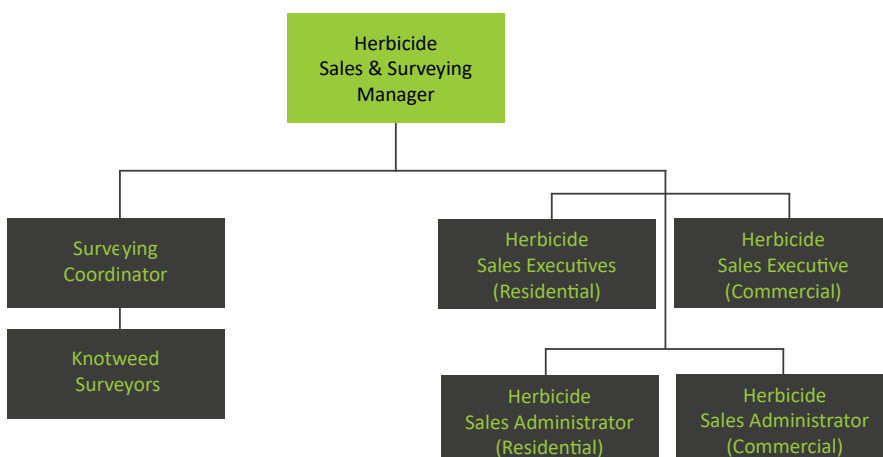 Herbicide
Sales & Surveying
Manager
Surveying
Coordinator
Knotweed
Surveyors
Herbicide
Sales Executives
(Residential)
Herbicide
Sales Executive
(Commercial)
Herbicide
Sales Administrator
(Residential)
Herbicide
Sales Administrator
(Commercial)